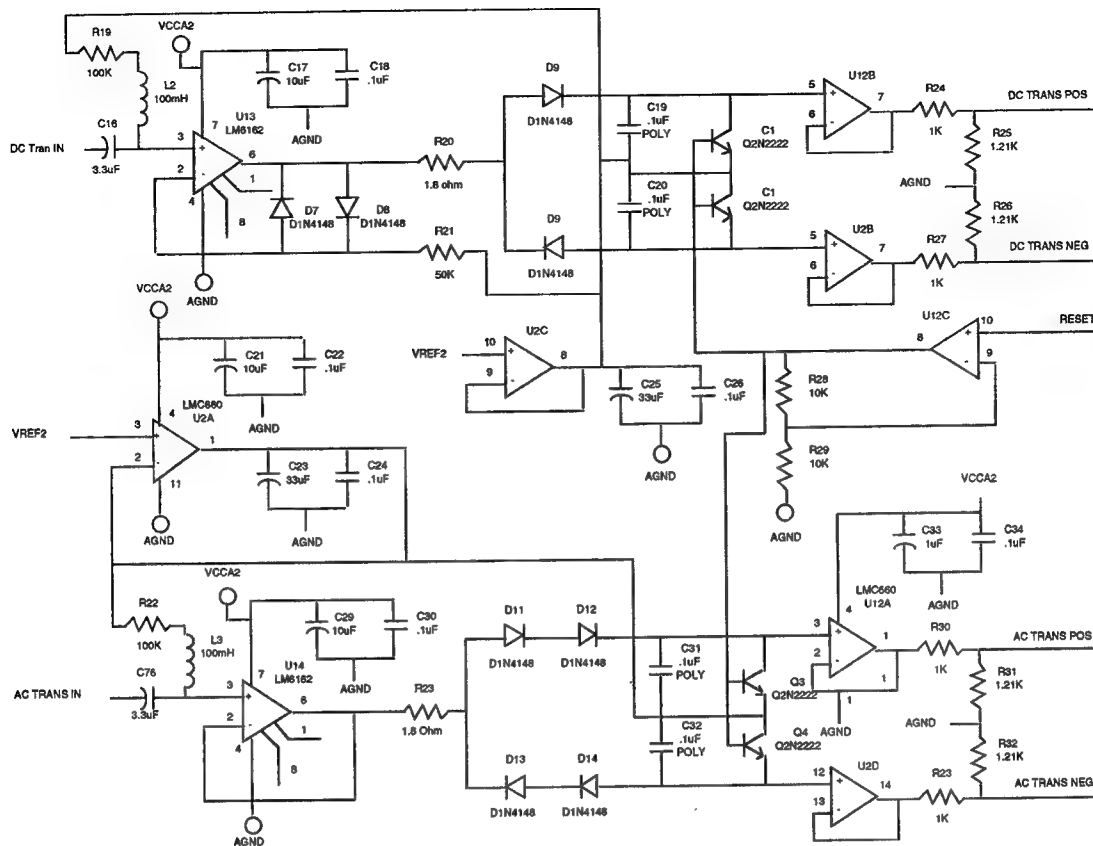 R19
100K
VCCA2
C17
10uF
C18
.1uF
L2
100mH
AGND
U13
LM6162
C16
DC Tran IN
3.3uF
3
2
7
6
1
4
8
D7
D1N4148
D8
D1N4148
AGND
R20
1.8 ohm
R21
50K
D9
D1N4148
D9
D1N4148
C19
.1uF
POLY
C20
.1uF
POLY
C1
Q2N2222
C1
Q2N2222
U12B
5
6
7
R24
1K
DC TRANS POS
R25
1.21K
AGND
R26
1.21K
U2B
5
6
7
R27
1K
DC TRANS NEG
VCCA2
C21
10uF
C22
.1uF
AGND
LMC660
U2A
4
VREF2
3
2
1
11
AGND
C23
33uF
C24
.1uF
AGND
VREF2
U2C
10
9
8
C25
33uF
C26
.1uF
AGND
U12C
8
10
9
RESET
R28
10K
R29
10K
AGND
VCCA2
C33
1uF
C34
.1uF
AGND
LMC660
U12A
4
3
2
1
1
1
AGND
R30
1K
AC TRANS POS
R31
1.21K
AGND
R32
1.21K
VCCA2
C29
10uF
C30
.1uF
AGND
R22
100K
L3
100mH
C76
AC TRANS IN
3.3uF
U14
LM6162
7
3
2
6
1
4
8
AGND
R23
1.8 Ohm
D11
D1N4148
D12
D1N4148
D13
D1N4148
D14
D1N4148
C31
.1uF
POLY
C32
.1uF
POLY
Q3
Q2N2222
Q4
Q2N2222
U2D
12
13
14
R23
1K
AC TRANS NEG